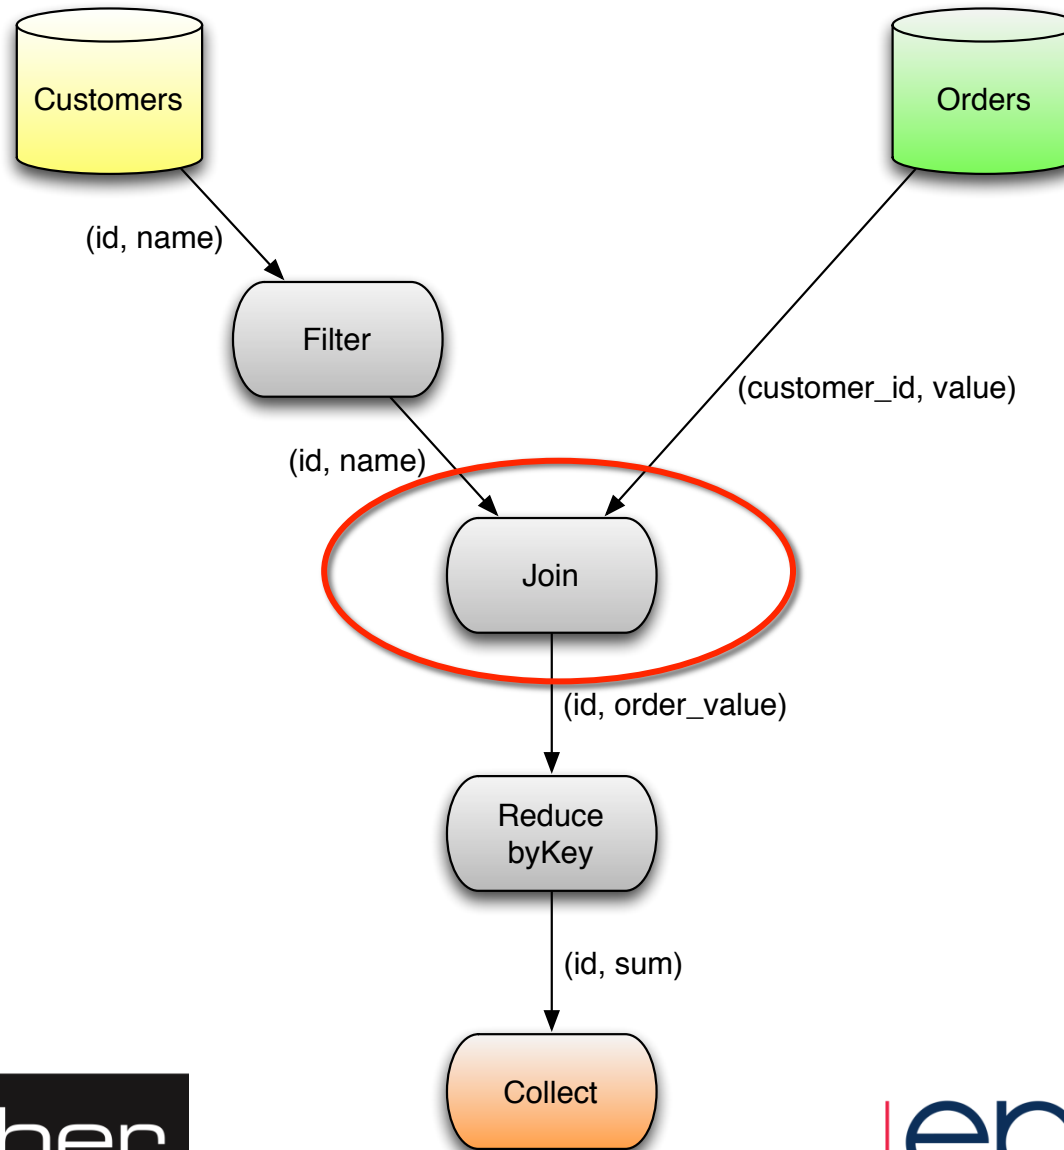 Customers
Orders
(id, name)
Filter
(customer_id, value)
(id, name)
Join
(id, order_value)
Reduce
byKey
(id, sum)
Collect